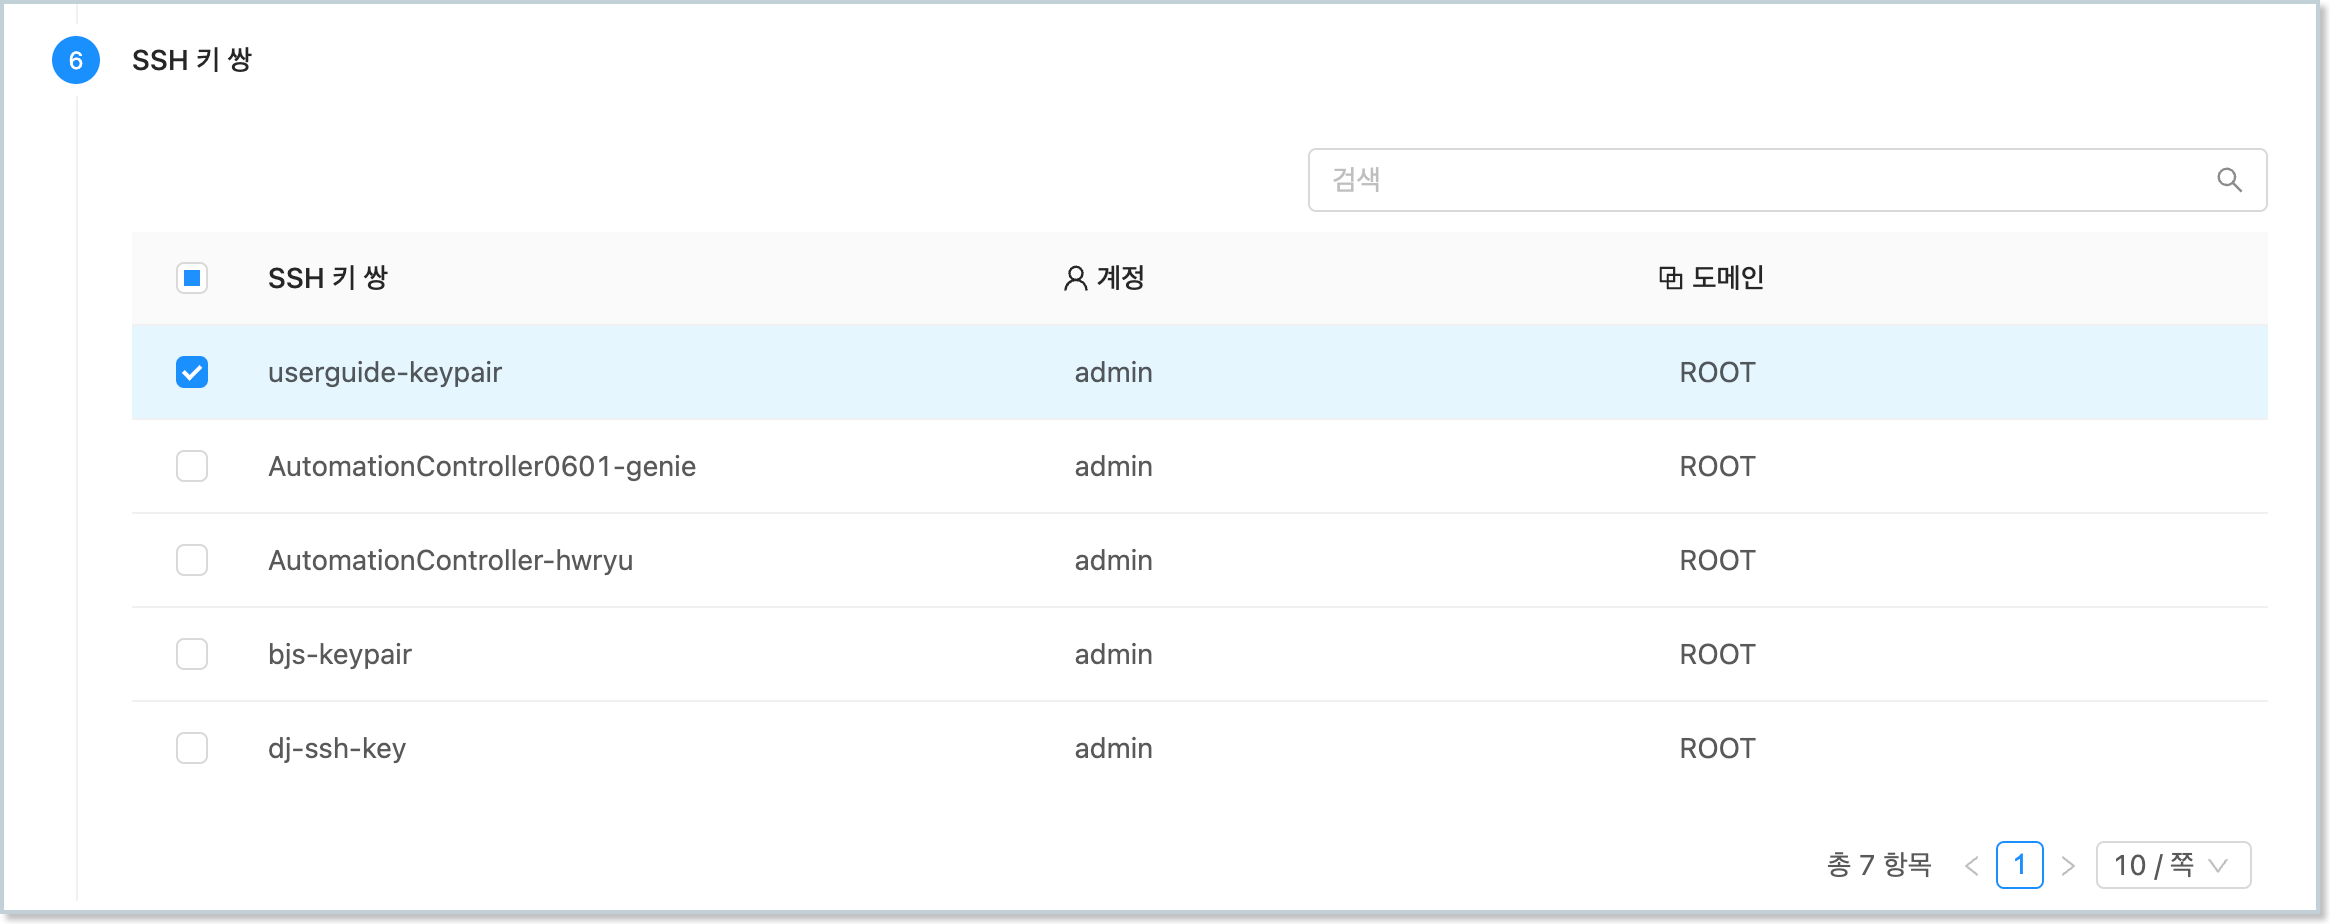 6 SSH 키 쌍
검색
SSH 키 쌍 계정 도메인
userguide-keypair admin ROOT
AutomationController0601-genie admin ROOT
AutomationController-hwryu admin ROOT
bjs-keypair admin ROOT
dj-ssh-key admin ROOT
총 7 항목 < 1 > 10 / 쪽